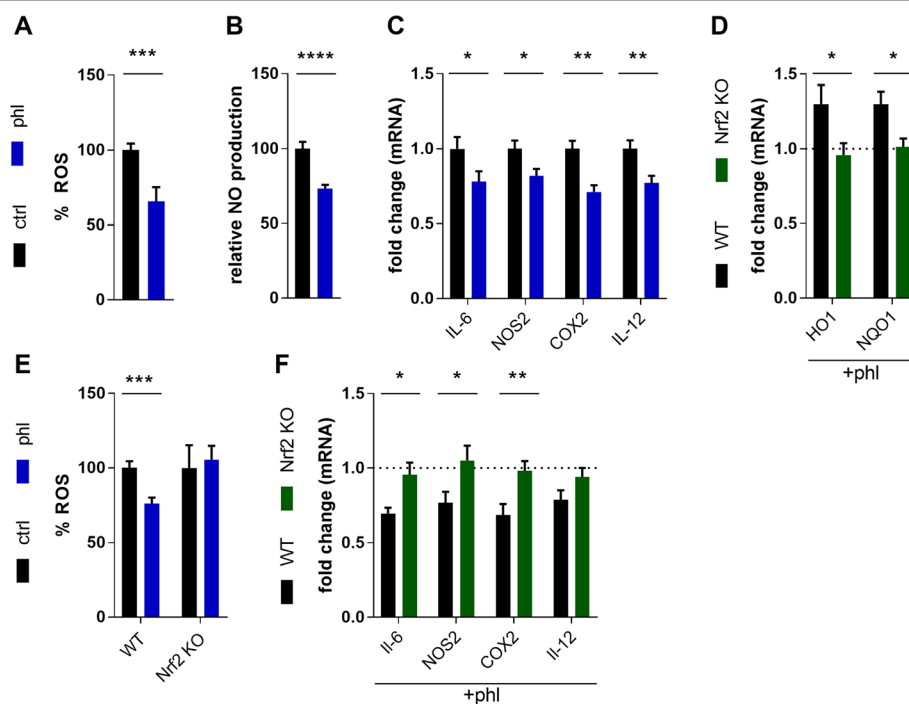 A
phl
ctrl
% ROS
***
150
100
50
0
B
relative NO production
****
150
100
50
0
C
fold change (mRNA)
* * ** **
1.5
1.0
0.5
0.0
IL-6 NOS2 COX2 IL-12
D
Nrf2 KO
WT
fold change (mRNA)
* *
1.5
1.0
0.5
0.0
HO1 NQO1
+phl
E
phl
ctrl
% ROS
***
150
100
50
0
WT Nrf2 KO
F
Nrf2 KO
WT
fold change (mRNA)
* * **
1.5
1.0
0.5
0.0
Il-6 NOS2 COX2 Il-12
+phl